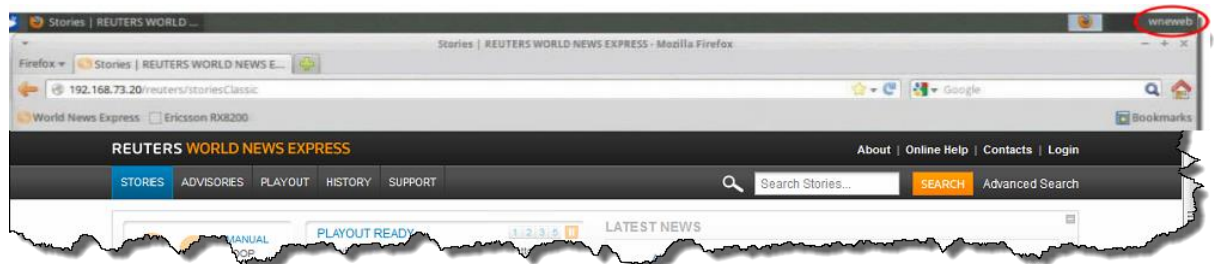 Stories | REUTERS WORLD ...
wneweb
Stories | REUTERS WORLD NEWS EXPRESS - Mozilla Firefox
Firefox
Stories | REUTERS WORLD NEWS E...
192.168.73.20/reuters/storiesClassic
Google
World News Express
Ericsson RX8200
Bookmarks
REUTERS WORLD NEWS EXPRESS
About | Online Help | Contacts | Login
STORIES ADVISORIES PLAYOUT HISTORY SUPPORT
Search Stories...
SEARCH
Advanced Search
MANUAL
PLAYOUT READY
1 2 3 5
LATEST NEWS